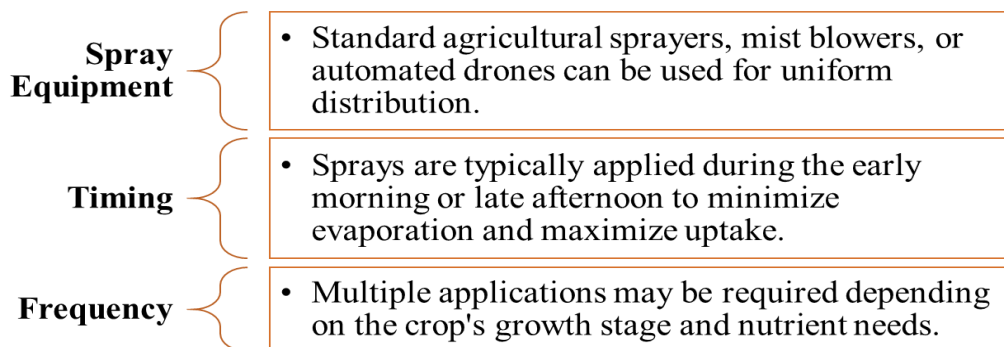 Spray
Equipment
• Standard agricultural sprayers, mist blowers, or
automated drones can be used for uniform
distribution.
Timing
• Sprays are typically applied during the early
morning or late afternoon to minimize
evaporation and maximize uptake.
Frequency
• Multiple applications may be required depending
on the crop's growth stage and nutrient needs.